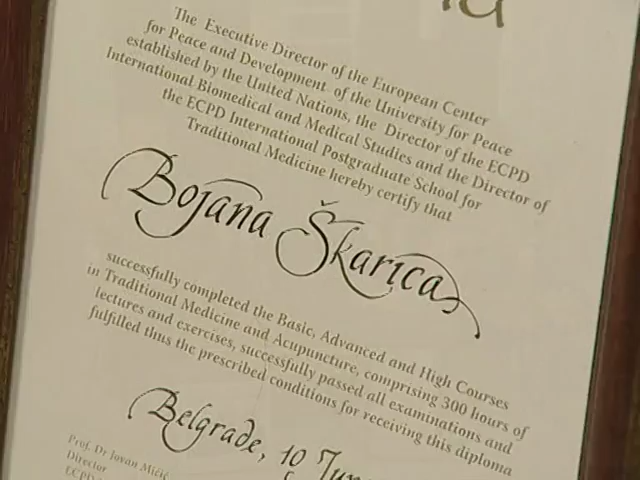 The Executive Director of the European Center
for Peace and Development of the University for Peace
established by the United Nations, the Director of the ECPD
International Biomedical and Medical Studies and the Director of
the ECPD International Postgraduate School for
Traditional Medicine hereby certify that
Bojana Škarica
successfully completed the Basic, Advanced and High Courses
in Traditional Medicine and Acupuncture, comprising 300 hours of
lectures and exercises, successfully passed all examinations and
fulfilled thus the prescribed conditions for receiving this diploma
Belgrade, 10
Prof. Dr Jovan Micić
Director
ECPD